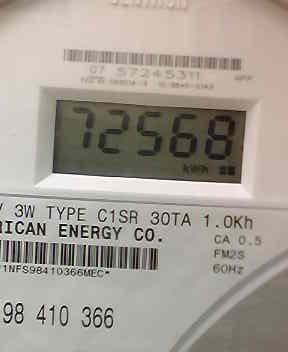 07 57245311
72568
kWh
V 3W TYPE C1SR 30TA 1.0Kh
RICAN ENERGY CO.
CA 0.5
FM2S
60Hz
1NFS98410366MEC*
98 410 366